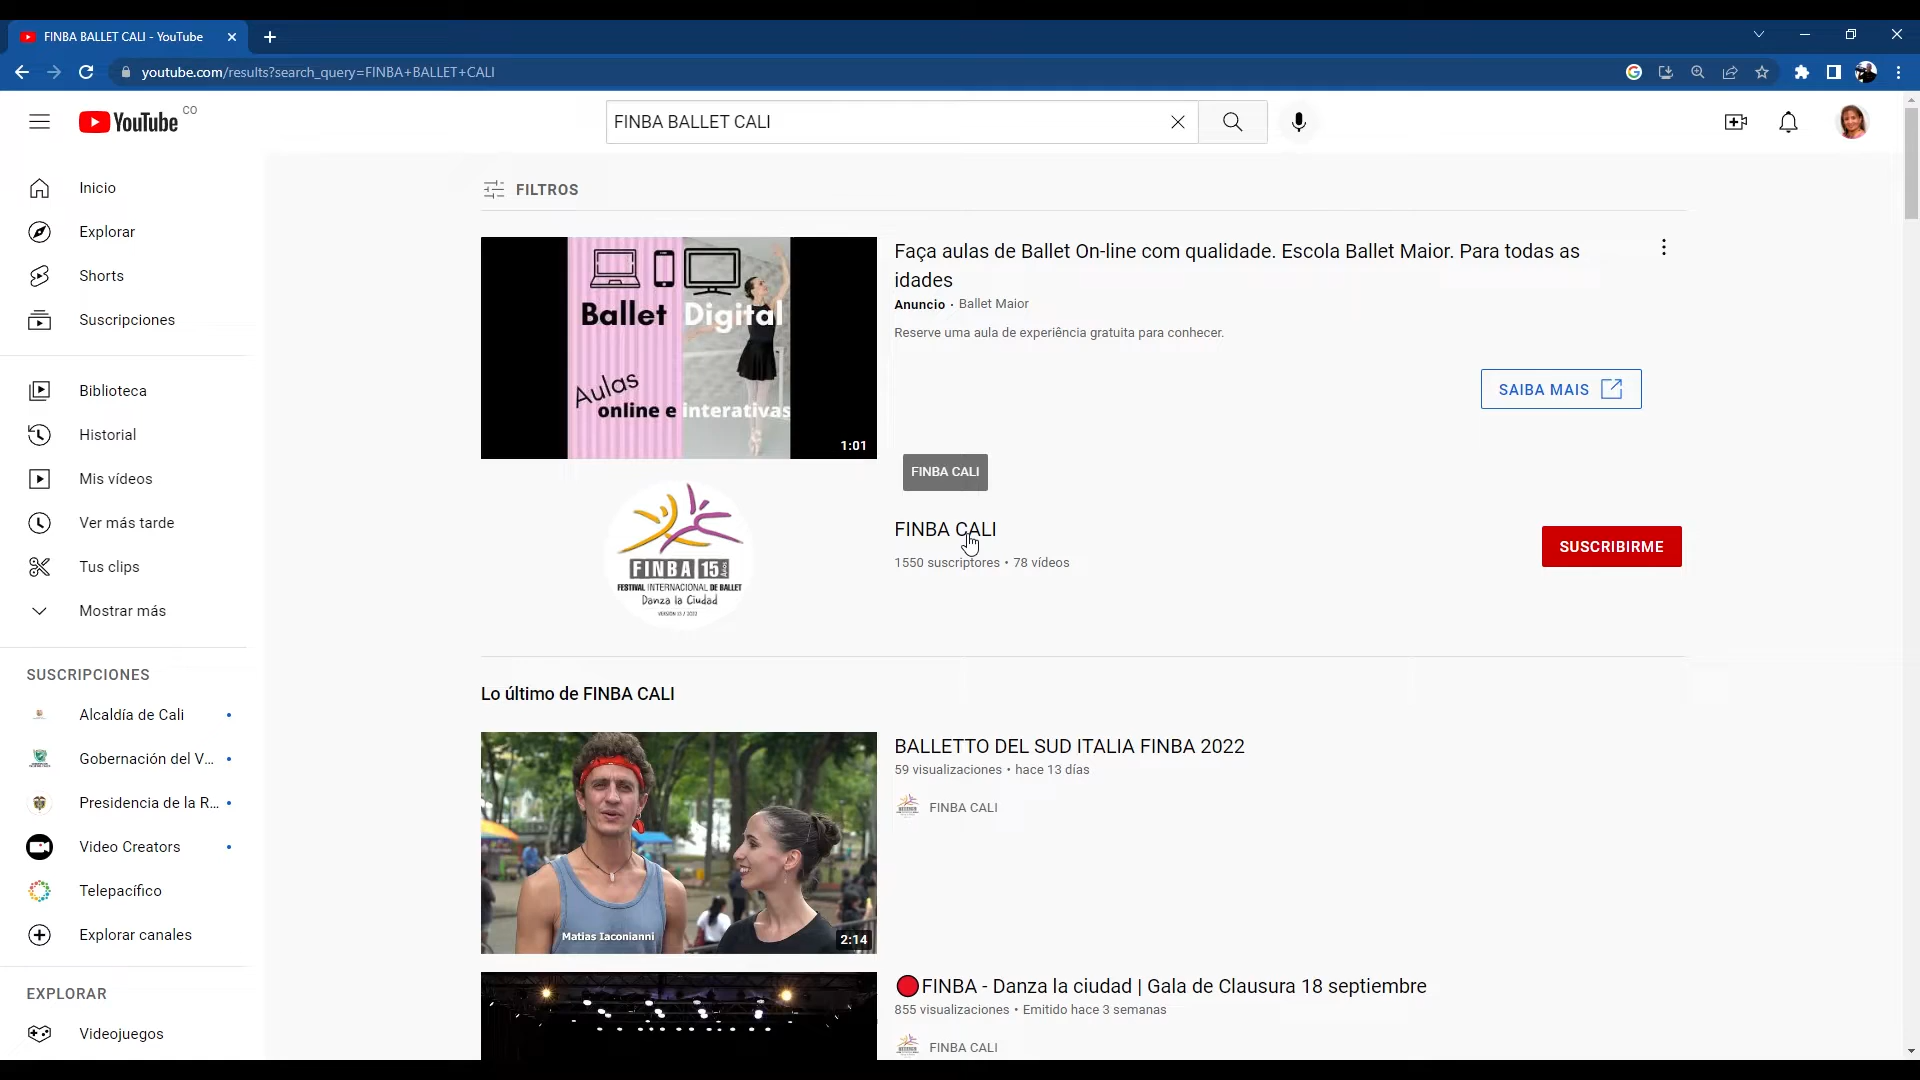 FINBA BALLET CALI - YouTube
youtube.com/results?search_query=FINBA+BALLET+CALI
YouTube CO
FINBA BALLET CALI
Inicio
Explorar
Shorts
Suscripciones
Biblioteca
Historial
Mis vídeos
Ver más tarde
Tus clips
Mostrar más
SUSCRIPCIONES
Alcaldía de Cali
Gobernación del V...
Presidencia de la R...
Video Creators
Telepacífico
Explorar canales
EXPLORAR
Videojuegos
FILTROS
Ballet Digital
Aulas
online e interativas
1:01
Faça aulas de Ballet On-line com qualidade. Escola Ballet Maior. Para todas as
idades
Anuncio · Ballet Maior
Reserve uma aula de experiência gratuita para conhecer.
SAIBA MAIS
FINBA CALI
FINBA 15 Años
FESTIVAL INTERNACIONAL DE BALLET
Danza la Ciudad
FINBA CALI
1550 suscriptores • 78 vídeos
SUSCRIBIRME
Lo último de FINBA CALI
Matias Iaconianni
2:14
BALLETTO DEL SUD ITALIA FINBA 2022
59 visualizaciones • hace 13 días
FINBA CALI
FINBA - Danza la ciudad | Gala de Clausura 18 septiembre
855 visualizaciones • Emitido hace 3 semanas
FINBA CALI